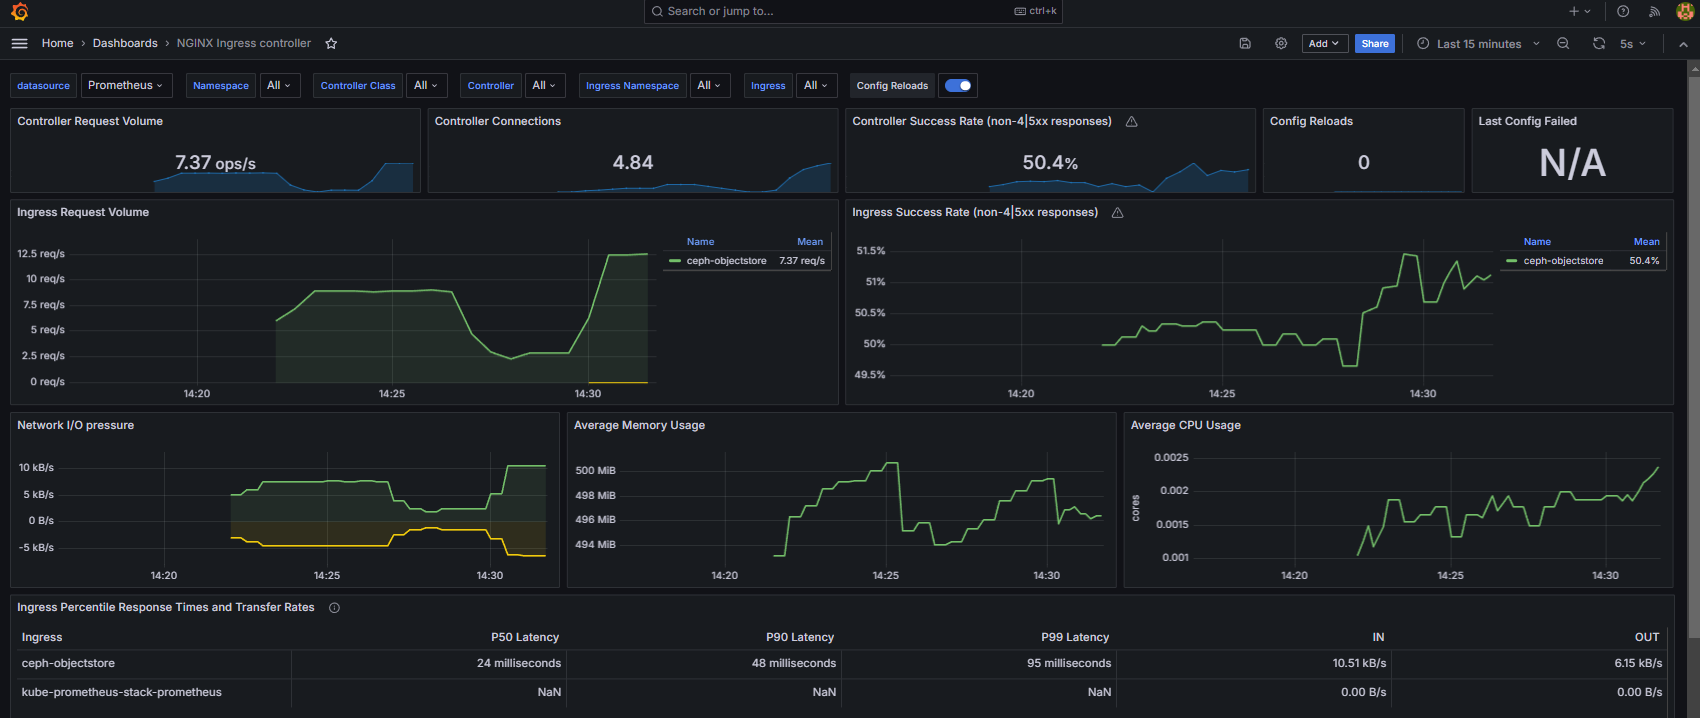 Search or jump to... ctrl+k
Home › Dashboards › NGINX Ingress controller
Add Share Last 15 minutes 5s
datasource Prometheus Namespace All Controller Class All Controller All Ingress Namespace All Ingress All Config Reloads
Controller Request Volume
7.37 ops/s
Controller Connections
4.84
Controller Success Rate (non-4|5xx responses)
50.4%
Config Reloads
0
Last Config Failed
N/A
Ingress Request Volume
12.5 req/s
10 req/s
7.5 req/s
5 req/s
2.5 req/s
0 req/s
14:20 14:25 14:30
Name Mean
ceph-objectstore 7.37 req/s
Ingress Success Rate (non-4|5xx responses)
51.5%
51%
50.5%
50%
49.5%
14:20 14:25 14:30
Name Mean
ceph-objectstore 50.4%
Network I/O pressure
10 kB/s
5 kB/s
0 B/s
-5 kB/s
14:20 14:25 14:30
Average Memory Usage
500 MiB
498 MiB
496 MiB
494 MiB
14:20 14:25 14:30
Average CPU Usage
cores
0.0025
0.002
0.0015
0.001
14:20 14:25 14:30
Ingress Percentile Response Times and Transfer Rates
Ingress P50 Latency P90 Latency P99 Latency IN OUT
ceph-objectstore 24 milliseconds 48 milliseconds 95 milliseconds 10.51 kB/s 6.15 kB/s
kube-prometheus-stack-prometheus NaN NaN NaN 0.00 B/s 0.00 B/s